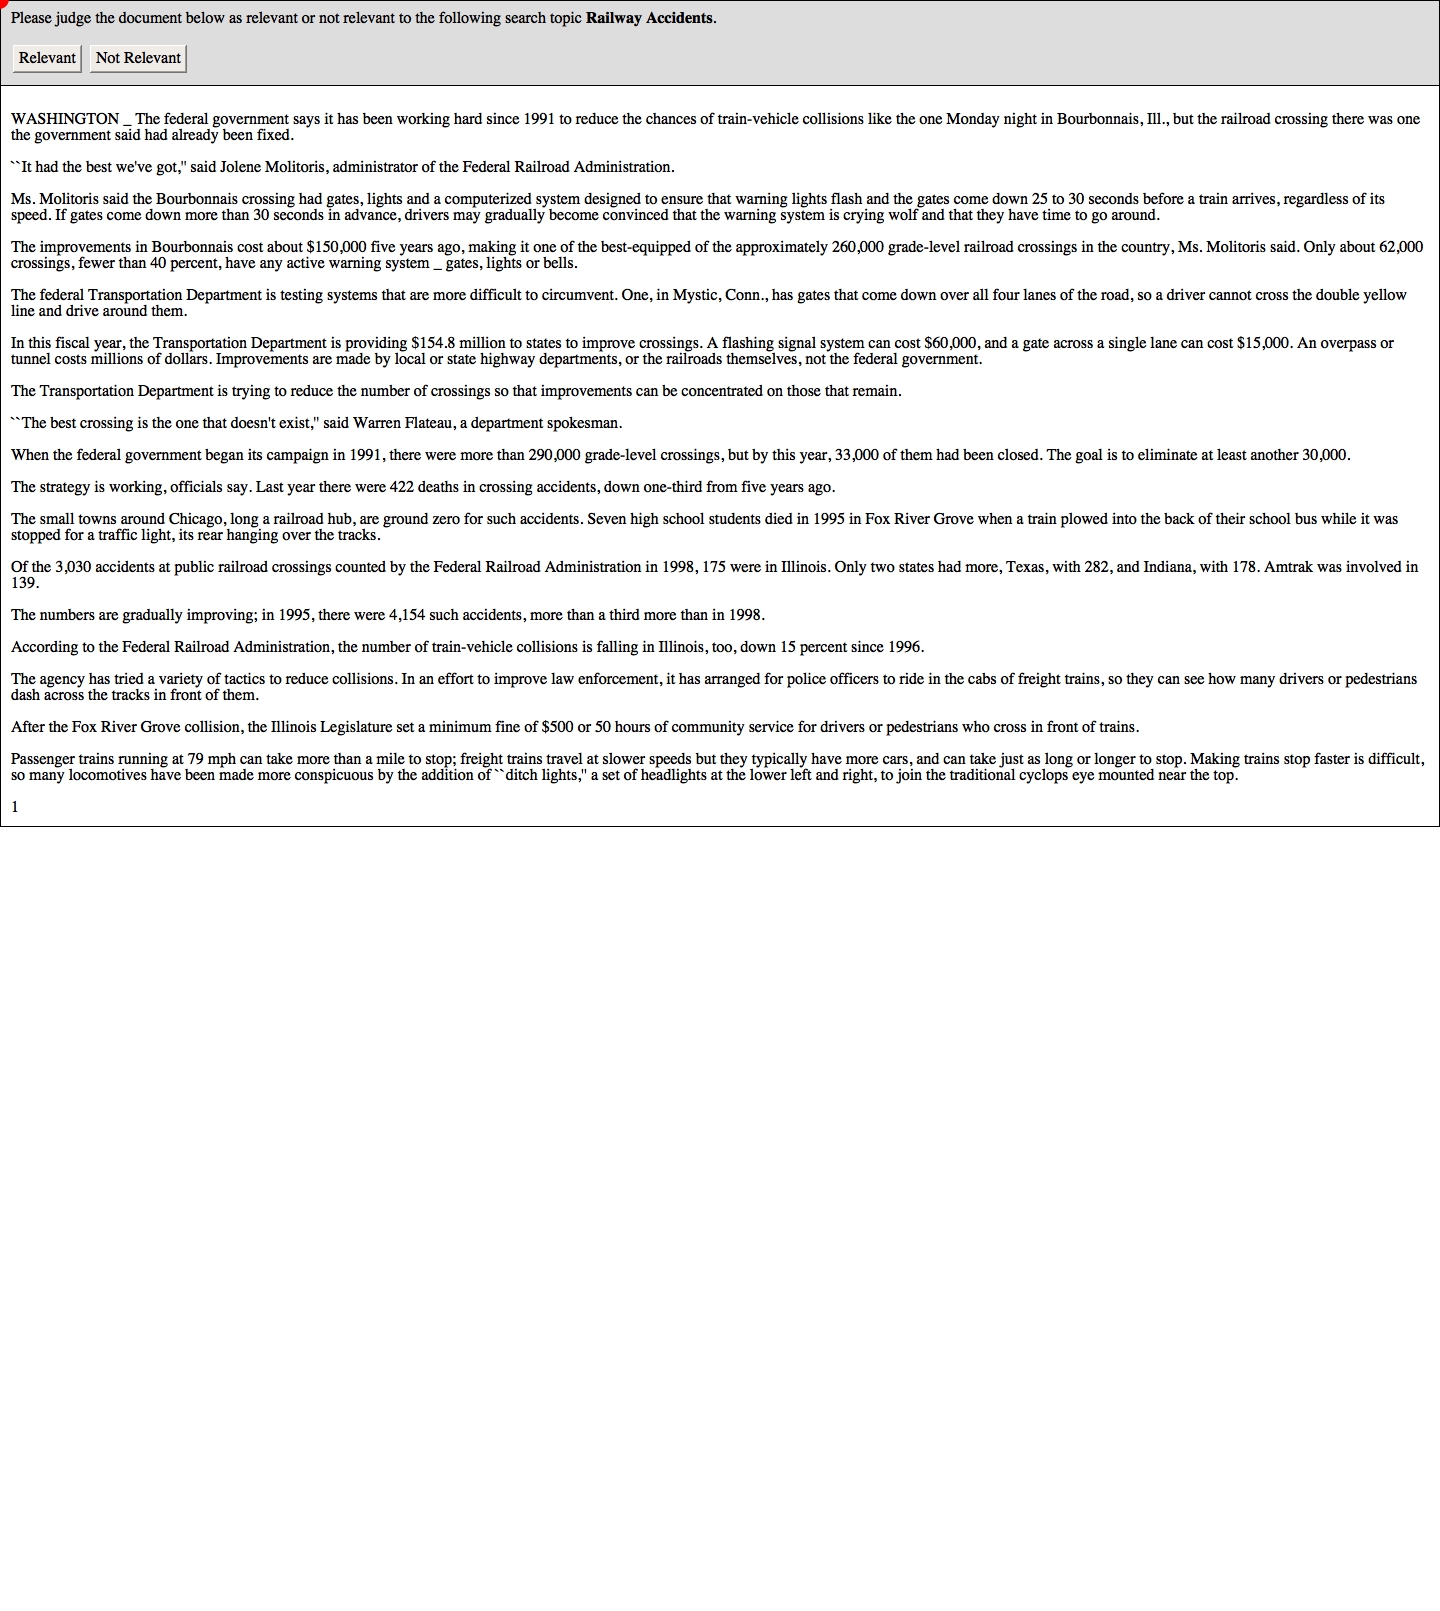 Please judge the document below as relevant or not relevant to the following search topic Railway Accidents.
Relevant Not Relevant
WASHINGTON _ The federal government says it has been working hard since 1991 to reduce the chances of train-vehicle collisions like the one Monday night in Bourbonnais, Ill., but the railroad crossing there was one
the government said had already been fixed.
``It had the best we've got,'' said Jolene Molitoris, administrator of the Federal Railroad Administration.
Ms. Molitoris said the Bourbonnais crossing had gates, lights and a computerized system designed to ensure that warning lights flash and the gates come down 25 to 30 seconds before a train arrives, regardless of its
speed. If gates come down more than 30 seconds in advance, drivers may gradually become convinced that the warning system is crying wolf and that they have time to go around.
The improvements in Bourbonnais cost about $150,000 five years ago, making it one of the best-equipped of the approximately 260,000 grade-level railroad crossings in the country, Ms. Molitoris said. Only about 62,000
crossings, fewer than 40 percent, have any active warning system _ gates, lights or bells.
The federal Transportation Department is testing systems that are more difficult to circumvent. One, in Mystic, Conn., has gates that come down over all four lanes of the road, so a driver cannot cross the double yellow
line and drive around them.
In this fiscal year, the Transportation Department is providing $154.8 million to states to improve crossings. A flashing signal system can cost $60,000, and a gate across a single lane can cost $15,000. An overpass or
tunnel costs millions of dollars. Improvements are made by local or state highway departments, or the railroads themselves, not the federal government.
The Transportation Department is trying to reduce the number of crossings so that improvements can be concentrated on those that remain.
``The best crossing is the one that doesn't exist,'' said Warren Flateau, a department spokesman.
When the federal government began its campaign in 1991, there were more than 290,000 grade-level crossings, but by this year, 33,000 of them had been closed. The goal is to eliminate at least another 30,000.
The strategy is working, officials say. Last year there were 422 deaths in crossing accidents, down one-third from five years ago.
The small towns around Chicago, long a railroad hub, are ground zero for such accidents. Seven high school students died in 1995 in Fox River Grove when a train plowed into the back of their school bus while it was
stopped for a traffic light, its rear hanging over the tracks.
Of the 3,030 accidents at public railroad crossings counted by the Federal Railroad Administration in 1998, 175 were in Illinois. Only two states had more, Texas, with 282, and Indiana, with 178. Amtrak was involved in
139.
The numbers are gradually improving; in 1995, there were 4,154 such accidents, more than a third more than in 1998.
According to the Federal Railroad Administration, the number of train-vehicle collisions is falling in Illinois, too, down 15 percent since 1996.
The agency has tried a variety of tactics to reduce collisions. In an effort to improve law enforcement, it has arranged for police officers to ride in the cabs of freight trains, so they can see how many drivers or pedestrians
dash across the tracks in front of them.
After the Fox River Grove collision, the Illinois Legislature set a minimum fine of $500 or 50 hours of community service for drivers or pedestrians who cross in front of trains.
Passenger trains running at 79 mph can take more than a mile to stop; freight trains travel at slower speeds but they typically have more cars, and can take just as long or longer to stop. Making trains stop faster is difficult,
so many locomotives have been made more conspicuous by the addition of ``ditch lights,'' a set of headlights at the lower left and right, to join the traditional cyclops eye mounted near the top.
1